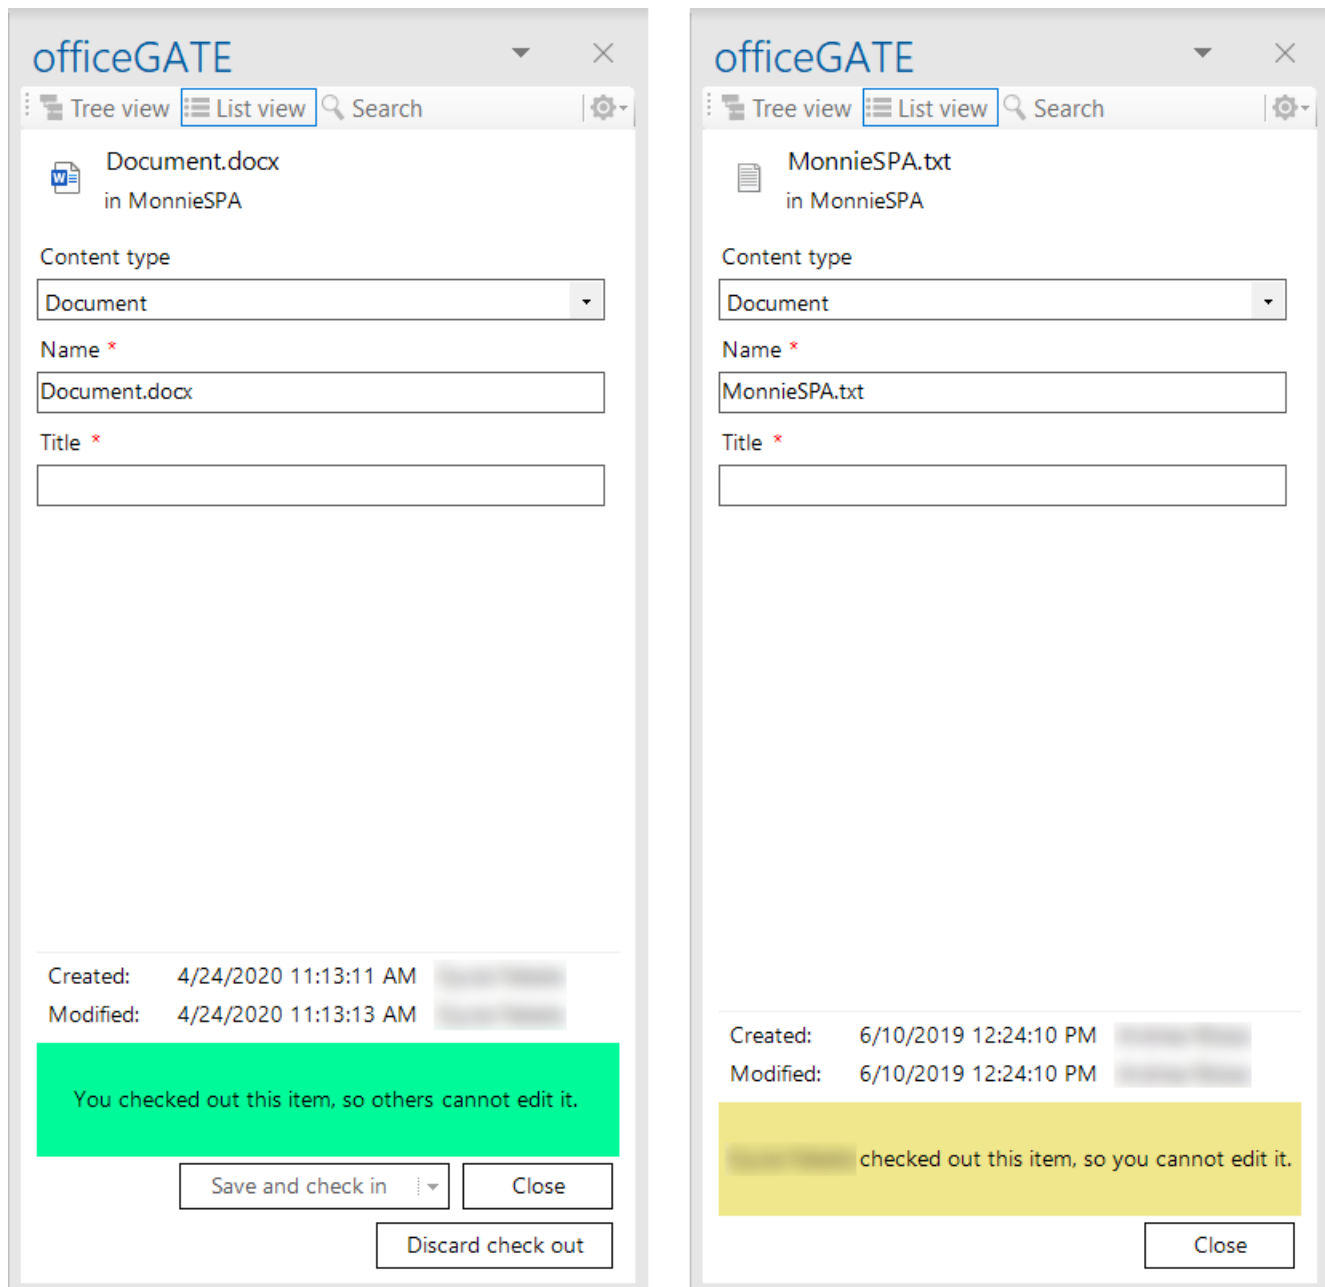 officeGATE
Tree view List view Search
Document.docx
in MonnieSPA
Content type
Document
Name *
Document.docx
Title *
Created: 4/24/2020 11:13:11 AM
Modified: 4/24/2020 11:13:13 AM
You checked out this item, so others cannot edit it.
Save and check in Close
Discard check out
officeGATE
Tree view List view Search
MonnieSPA.txt
in MonnieSPA
Content type
Document
Name *
MonnieSPA.txt
Title *
Created: 6/10/2019 12:24:10 PM
Modified: 6/10/2019 12:24:10 PM
checked out this item, so you cannot edit it.
Close